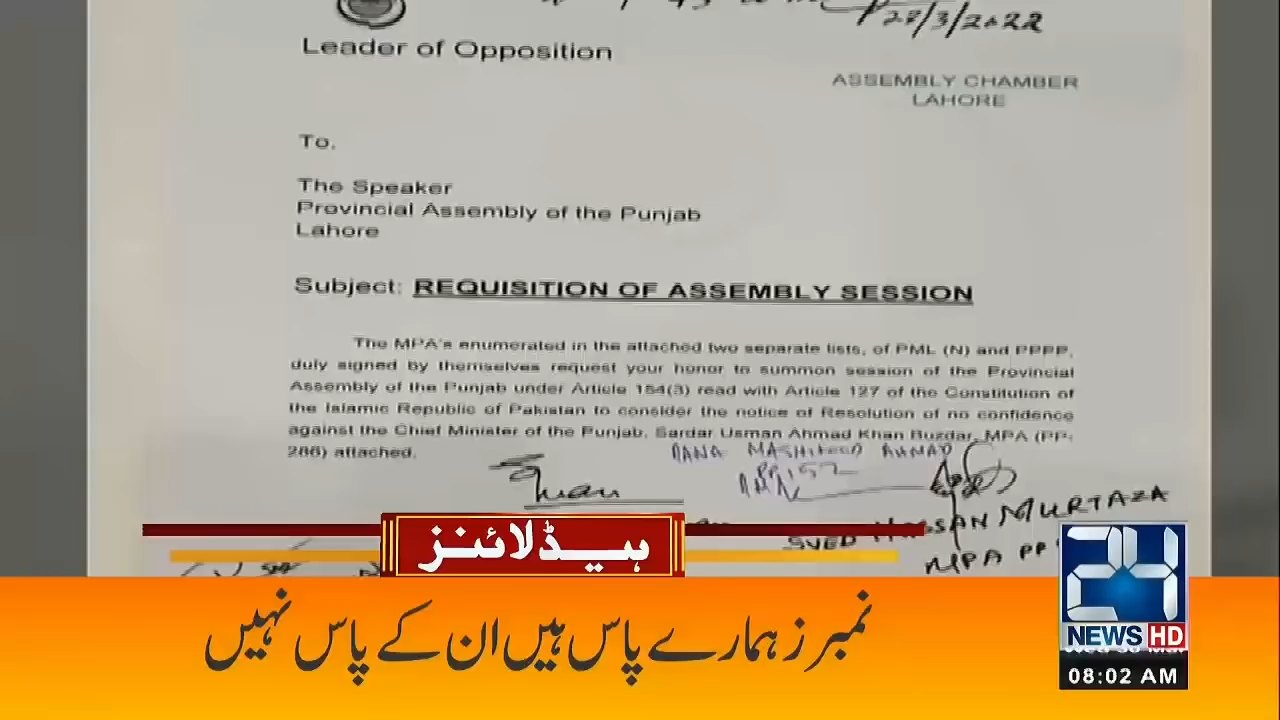 28/3/2022
Leader of Opposition
ASSEMBLY CHAMBER
LAHORE
To,
The Speaker
Provincial Assembly of the Punjab
Lahore
Subject: REQUISITION OF ASSEMBLY SESSION
The MPA's enumerated in the attached two separate lists, of PML (N) and PPPP,
duly signed by themselves request your honor to summon session of the Provincial
Assembly of the Punjab under Article 154(3) read with Article 127 of the Constitution of
the Islamic Republic of Pakistan to consider the notice of Resolution of no confidence
against the Chief Minister of the Punjab, Sardar Usman Ahmad Khan Buzdar, MPA (PP-
286) attached.
RANA MASHHOOD AHMAD
PP 152
SYED HASSAN MURTAZA
MPA PP
ہیڈلائنز
نمبرز ہمارے پاس ہیں ان کے پاس نہیں
24
NEWS HD
08:02 AM